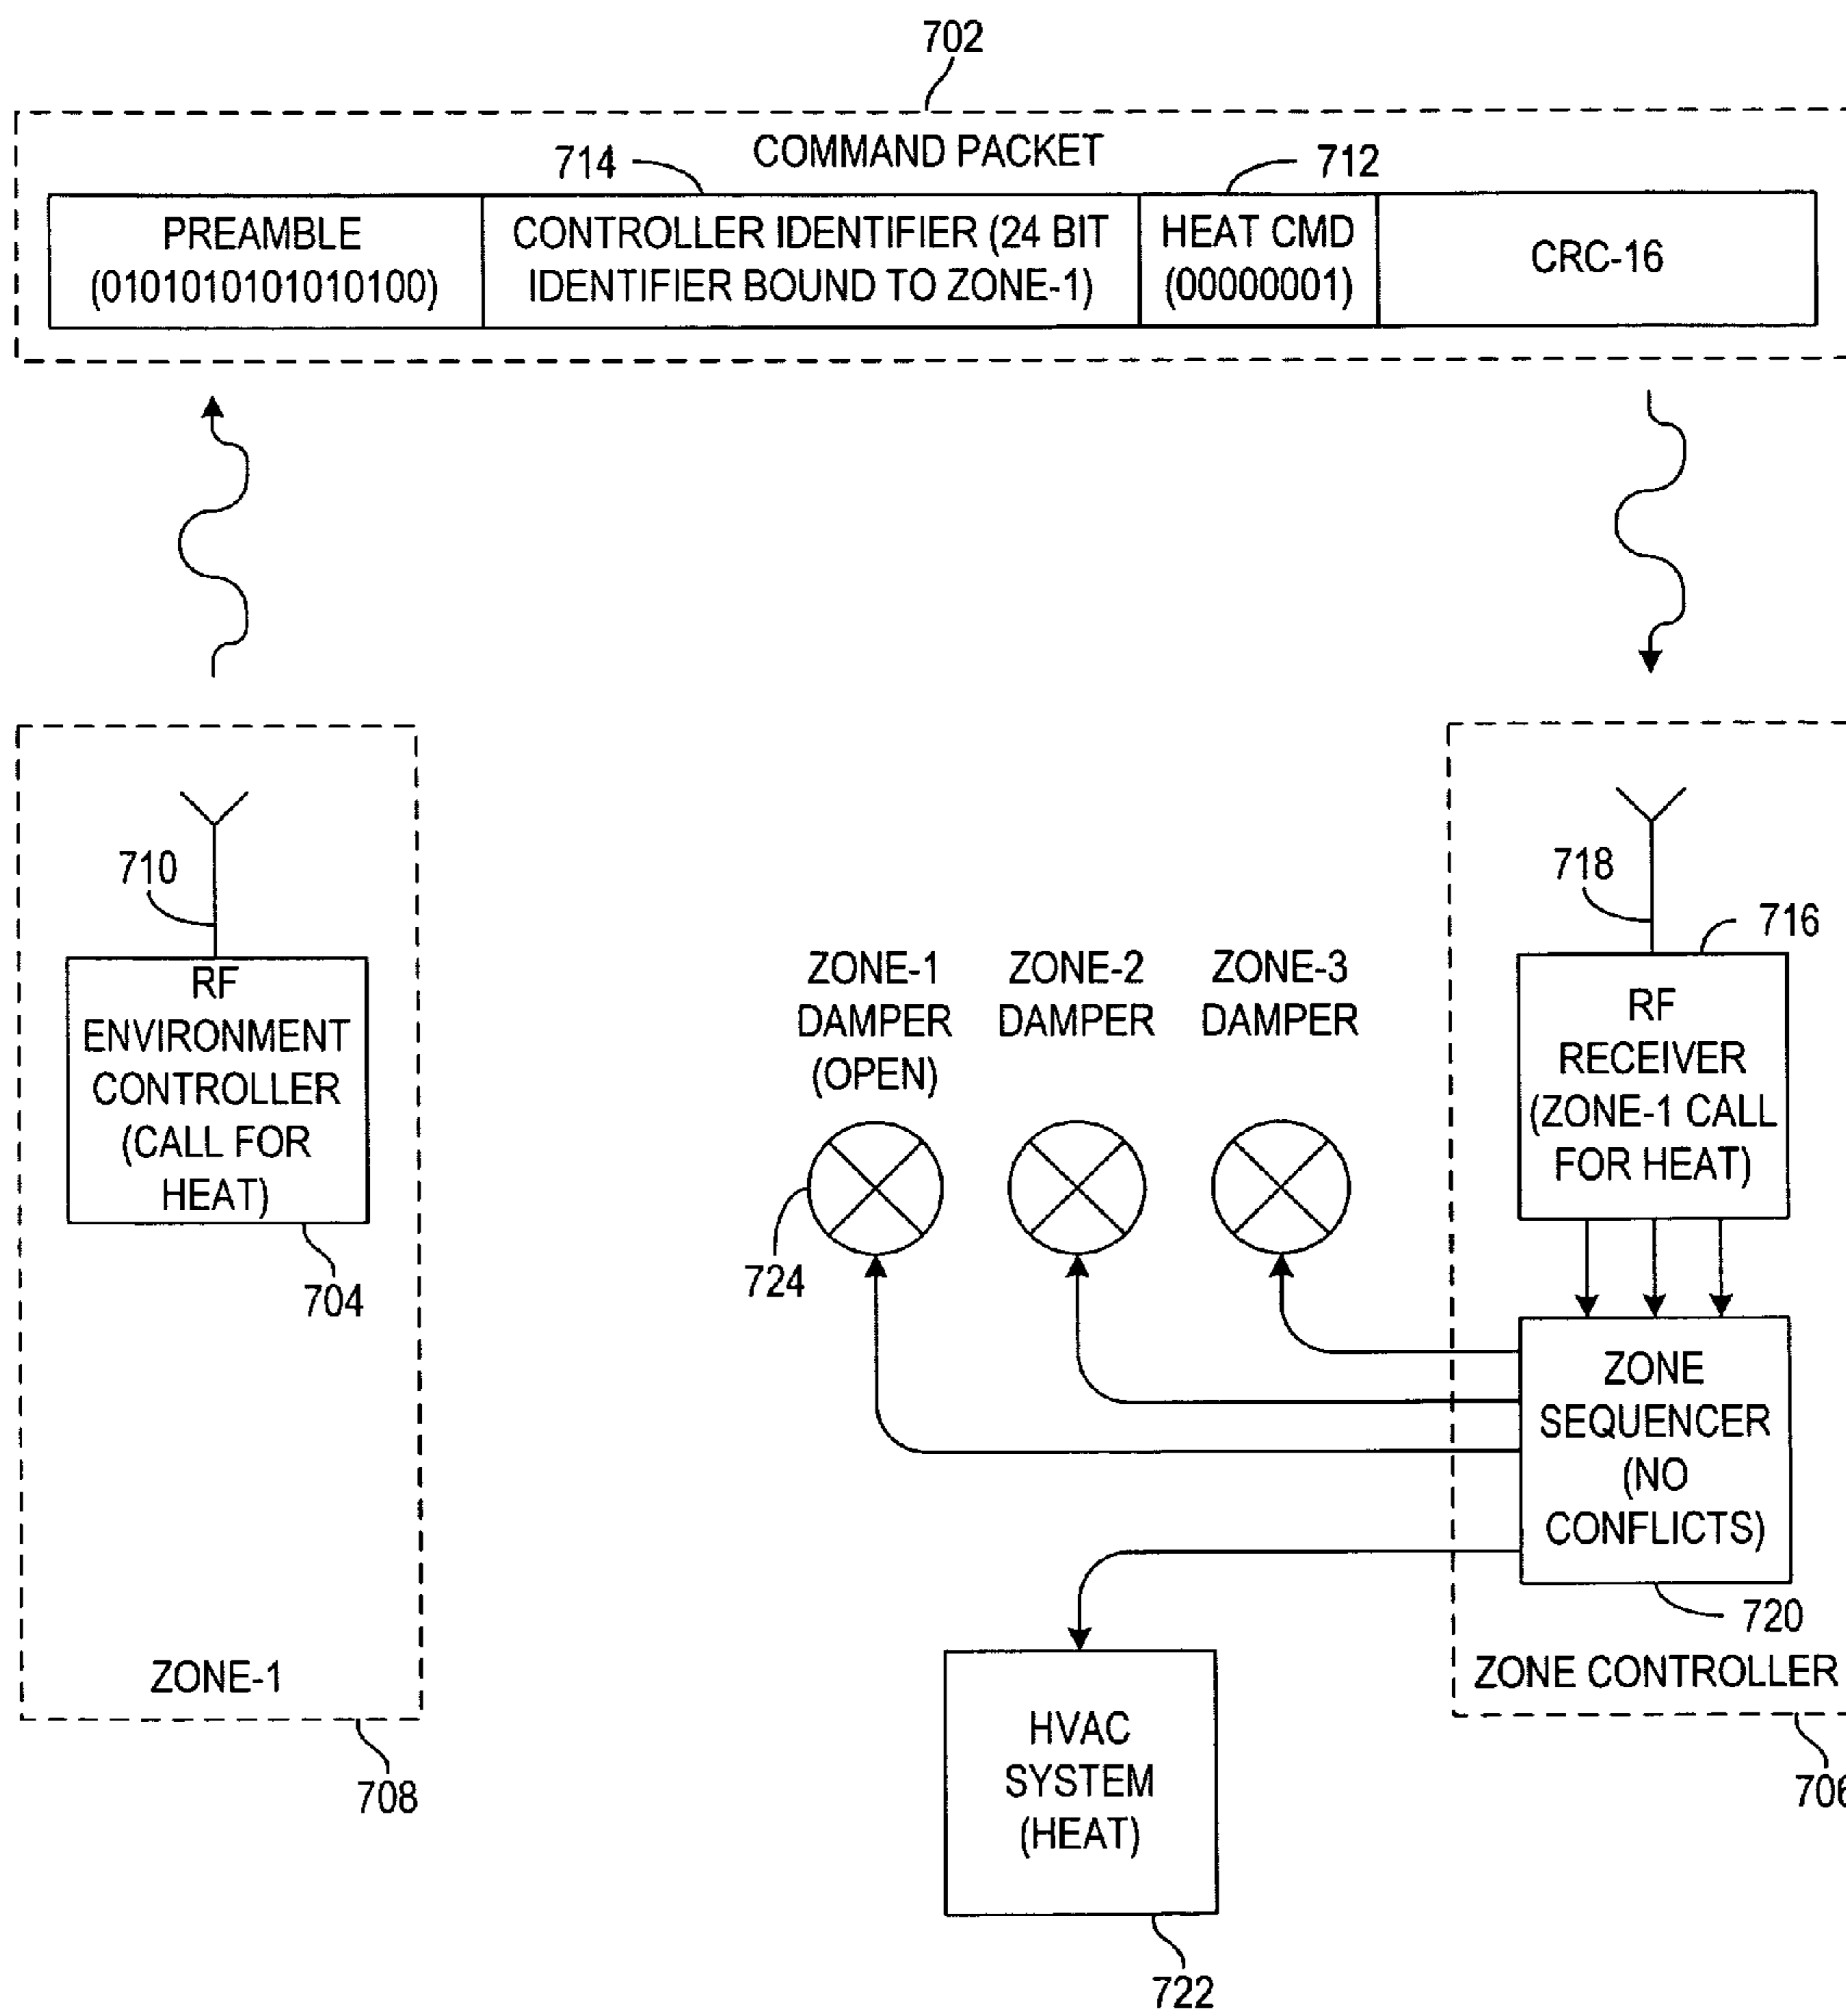 702
COMMAND PACKET
714
712
PREAMBLE
(0101010101010100)
CONTROLLER IDENTIFIER (24 BIT
IDENTIFIER BOUND TO ZONE-1)
HEAT CMD
(00000001)
CRC-16
710
RF
ENVIRONMENT
CONTROLLER
(CALL FOR
HEAT)
704
ZONE-1
708
ZONE-1
DAMPER
(OPEN)
ZONE-2
DAMPER
ZONE-3
DAMPER
724
718
716
RF
RECEIVER
(ZONE-1 CALL
FOR HEAT)
ZONE
SEQUENCER
(NO
CONFLICTS)
720
ZONE CONTROLLER
706
HVAC
SYSTEM
(HEAT)
722